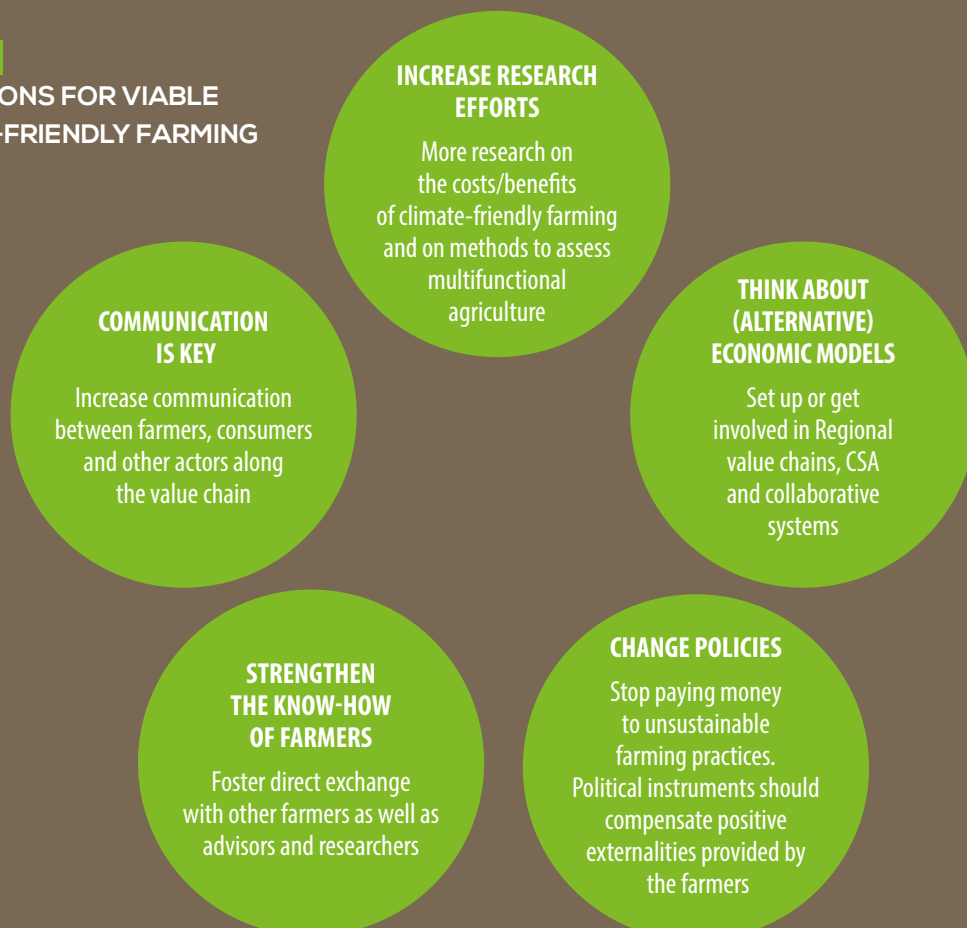 ONS FOR VIABLE
-FRIENDLY FARMING
INCREASE RESEARCH
EFFORTS
More research on
the costs/benefits
of climate-friendly farming
and on methods to assess
multifunctional
agriculture
COMMUNICATION
IS KEY
Increase communication
between farmers, consumers
and other actors along
the value chain
THINK ABOUT
(ALTERNATIVE)
ECONOMIC MODELS
Set up or get
involved in Regional
value chains, CSA
and collaborative
systems
STRENGTHEN
THE KNOW-HOW
OF FARMERS
Foster direct exchange
with other farmers as well as
advisors and researchers
CHANGE POLICIES
Stop paying money
to unsustainable
farming practices.
Political instruments should
compensate positive
externalities provided by
the farmers